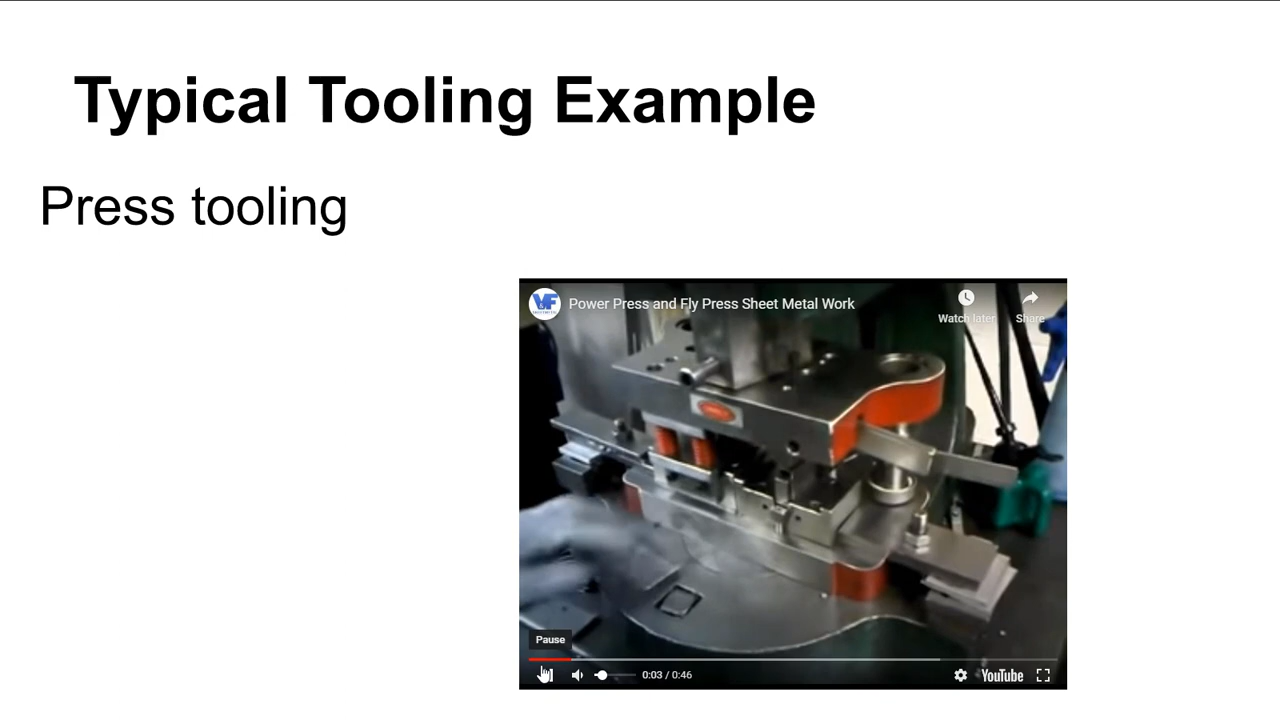 Typical Tooling Example
Press tooling
Power Press and Fly Press Sheet Metal Work
Watch later
Share
Pause
0:03 / 0:46
YouTube